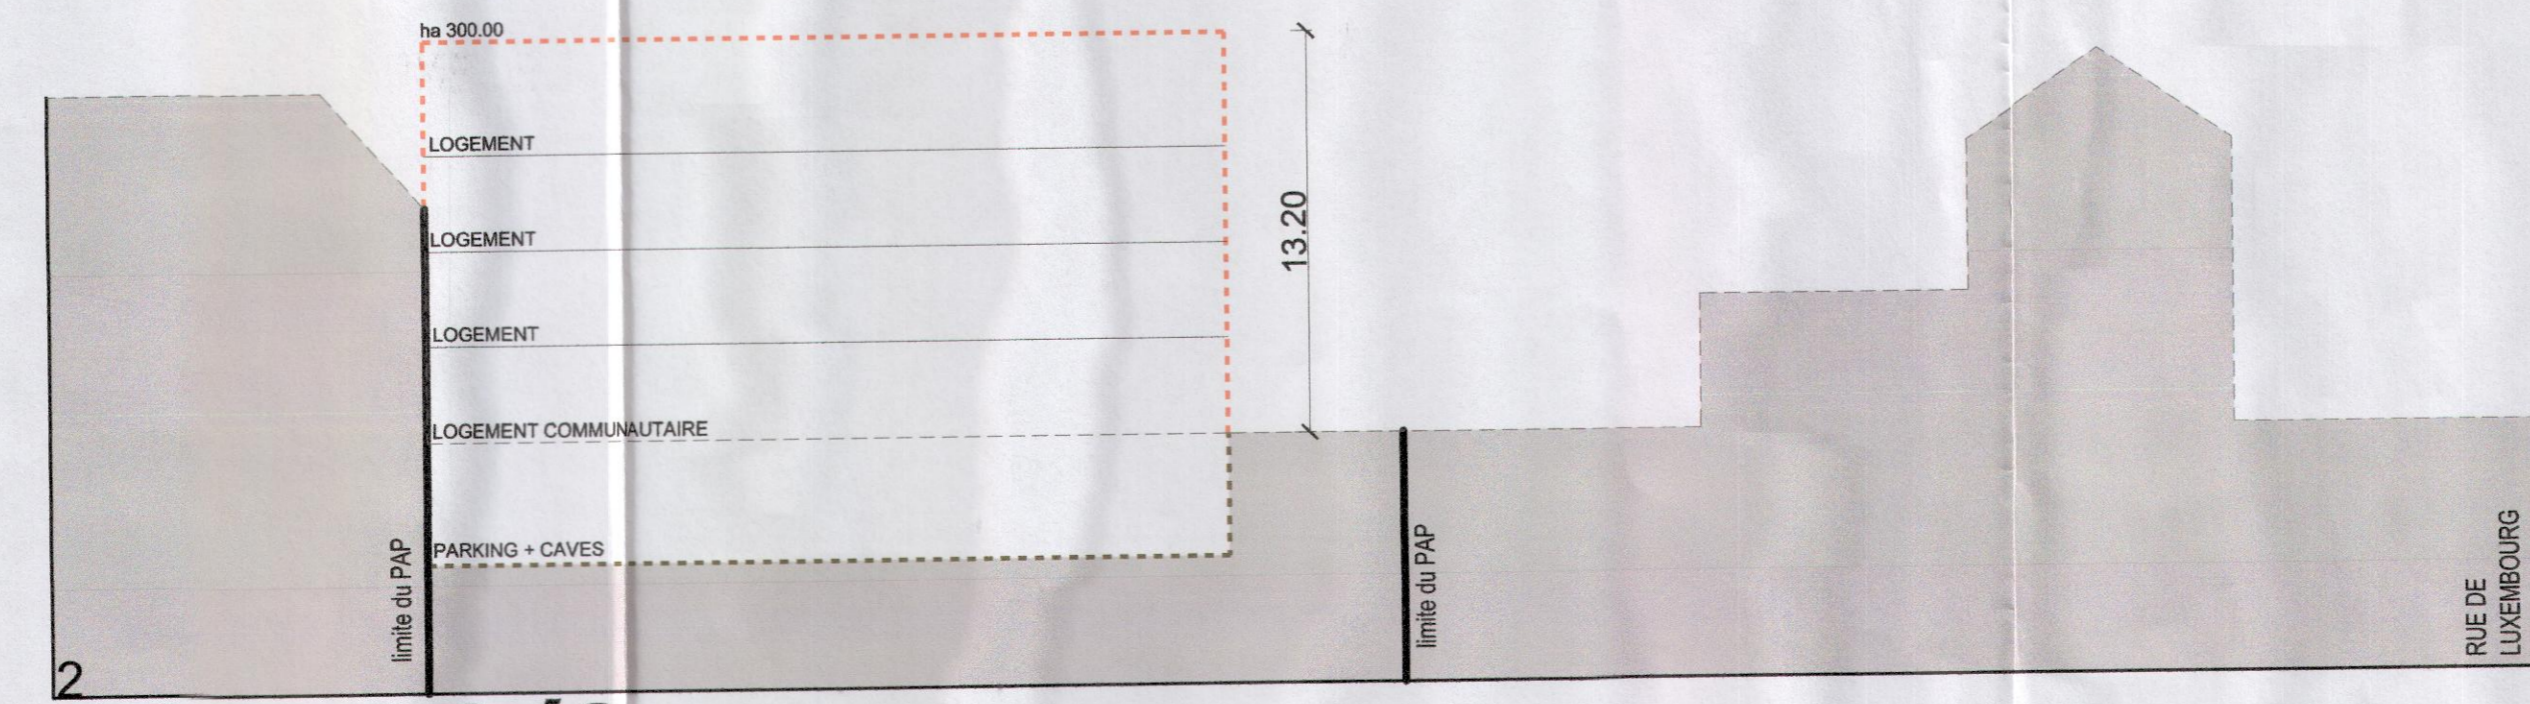 ha 300.00
LOGEMENT
LOGEMENT
13.20
LOGEMENT
LOGEMENT COMMUNAUTAIRE
PARKING + CAVES
limite du PAP
limite du PAP
RUE DE
LUXEMBOURG
2